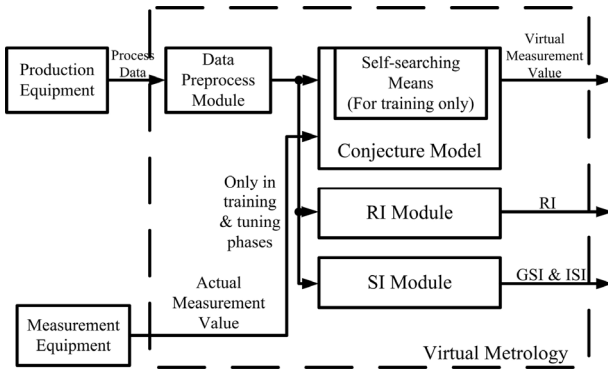 Production
Equipment
Process
Data
Data
Preprocess
Module
Self-searching
Means
(For training only)
Conjecture Model
Virtual
Measurement
Value
Only in
training
& tuning
phases
RI Module
RI
SI Module
GSI & ISI
Actual
Measurement
Value
Measurement
Equipment
Virtual Metrology